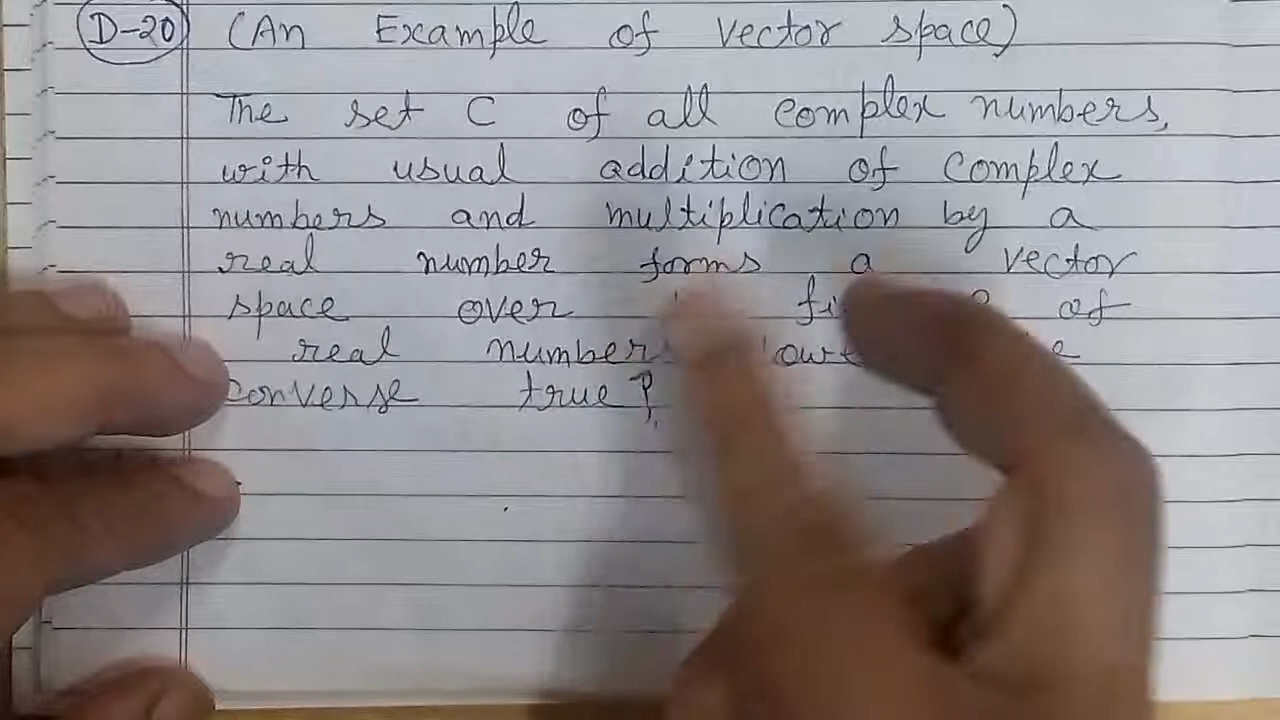 D-20 (An Example of vector space)
The set C of all complex numbers,
with usual addition of complex
numbers and multiplication by a
real number forms a vector
space over of
real numbers
converse true?